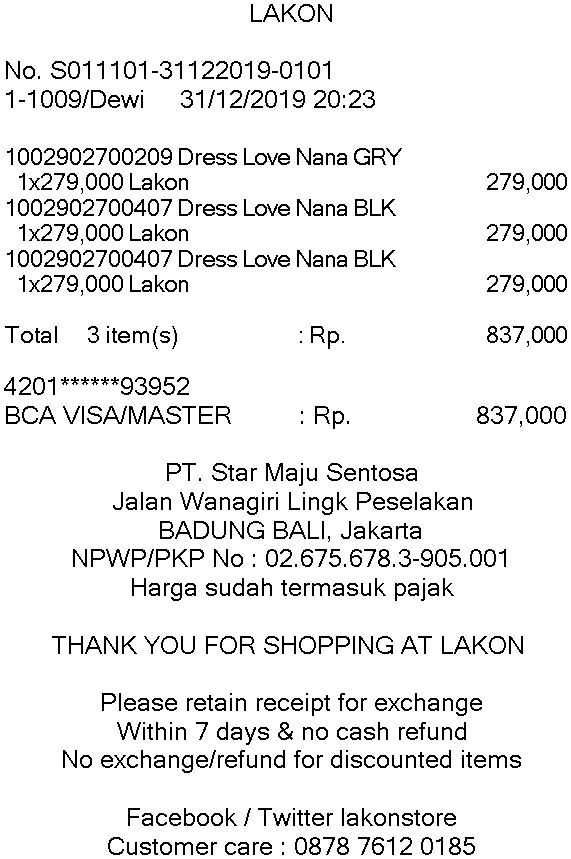 LAKON
No. S011101-31122019-0101
1-1009/Dewi 31/12/2019 20:23
1002902700209 Dress Love Nana GRY
1x279,000 Lakon 279,000
1002902700407 Dress Love Nana BLK
1x279,000 Lakon 279,000
1002902700407 Dress Love Nana BLK
1x279,000 Lakon 279,000
Total 3 item(s) : Rp. 837,000
4201******93952
BCA VISA/MASTER : Rp. 837,000
PT. Star Maju Sentosa
Jalan Wanagiri Lingk Peselakan
BADUNG BALI, Jakarta
NPWP/PKP No : 02.675.678.3-905.001
Harga sudah termasuk pajak
THANK YOU FOR SHOPPING AT LAKON
Please retain receipt for exchange
Within 7 days & no cash refund
No exchange/refund for discounted items
Facebook / Twitter lakonstore
Customer care : 0878 7612 0185